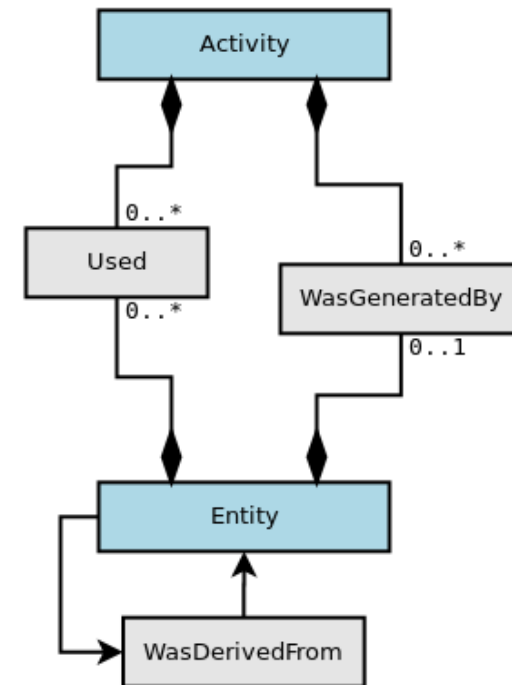 Activity
0..*
Used
0..*
0..*
WasGeneratedBy
0..1
Entity
WasDerivedFrom